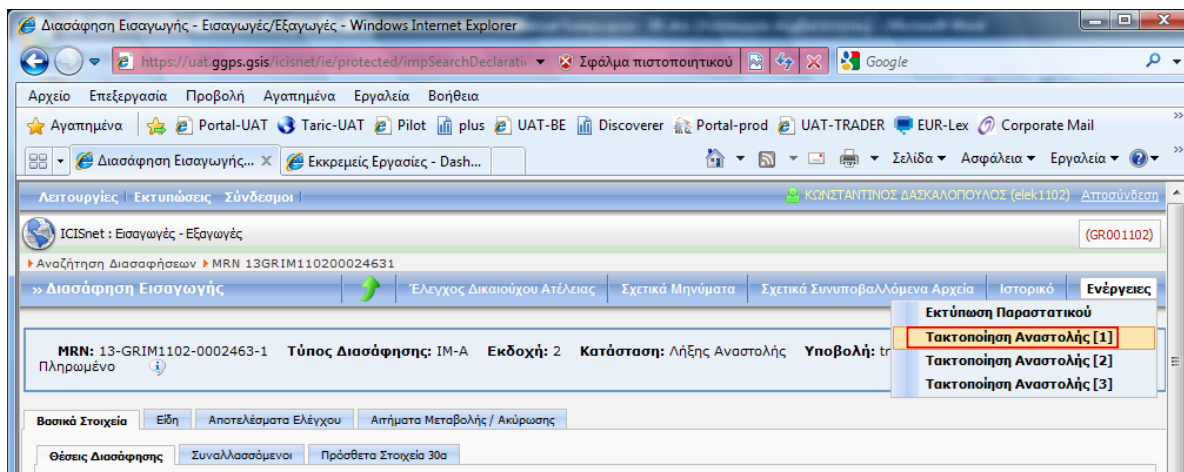 Διασάφηση Εισαγωγής - Εισαγωγές/Εξαγωγές - Windows Internet Explorer
https://uat.ggps.gsis/icisnet/ie/protected/impSearchDeclaratio Σφάλμα πιστοποιητικού Google
Αρχείο Επεξεργασία Προβολή Αγαπημένα Εργαλεία Βοήθεια
Αγαπημένα Portal-UAT Taric-UAT Pilot plus UAT-BE Discoverer Portal-prod UAT-TRADER EUR-Lex Corporate Mail
Διασάφηση Εισαγωγής... X Εκκρεμείς Εργασίες - Dash... Σελίδα Ασφάλεια Εργαλεία
Λειτουργίες Εκτυπώσεις Σύνδεσμοι ΚΩΝΣΤΑΝΤΙΝΟΣ ΔΑΣΚΑΛΟΠΟΥΛΟΣ (elek1102) Αποσύνδεση
ICISnet : Εισαγωγές - Εξαγωγές (GR001102)
Αναζήτηση Διασαφήσεων MRN 13GRIM110200024631
» Διασάφηση Εισαγωγής Έλεγχος Δικαιούχου Ατέλειας Σχετικά Μηνύματα Σχετικά Συνυποβαλλόμενα Αρχεία Ιστορικό Ενέργειες
Εκτύπωση Παραστατικού
Τακτοποίηση Αναστολής [1]
Τακτοποίηση Αναστολής [2]
Τακτοποίηση Αναστολής [3]
MRN: 13-GRIM1102-0002463-1 Τύπος Διασάφησης: IM-A Εκδοχή: 2 Κατάσταση: Λήξης Αναστολής Υποβολή: tr
Πληρωμένο
Βασικά Στοιχεία Είδη Αποτελέσματα Ελέγχου Αιτήματα Μεταβολής / Ακύρωσης
Θέσεις Διασάφησης Συναλλασσόμενοι Πρόσθετα Στοιχεία 30α